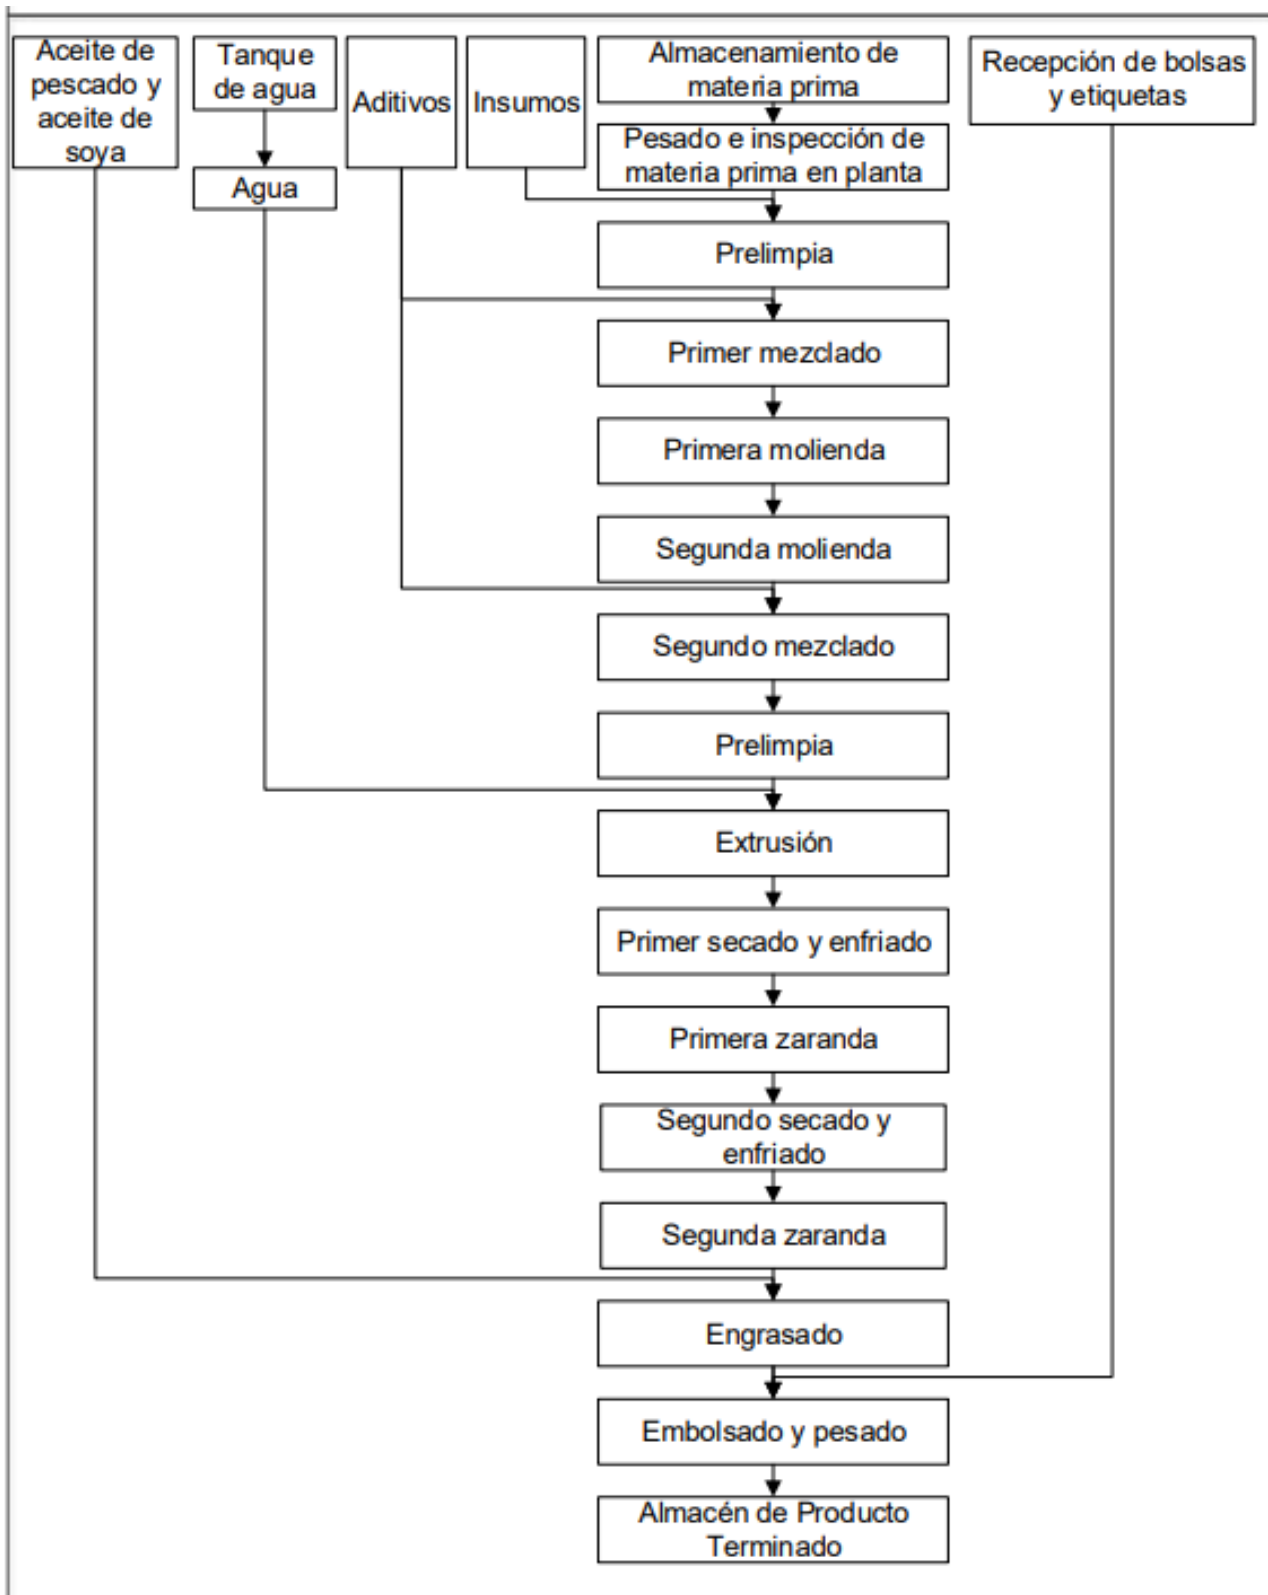 Aceite de
pescado y
aceite de
soya
Tanque
de agua
Agua
Aditivos
Insumos
Almacenamiento de
materia prima
Recepción de bolsas
y etiquetas
Pesado e inspección de
materia prima en planta
Prelimpia
Primer mezclado
Primera molienda
Segunda molienda
Segundo mezclado
Prelimpia
Extrusión
Primer secado y enfriado
Primera zaranda
Segundo secado y
enfriado
Segunda zaranda
Engrasado
Embolsado y pesado
Almacén de Producto
Terminado